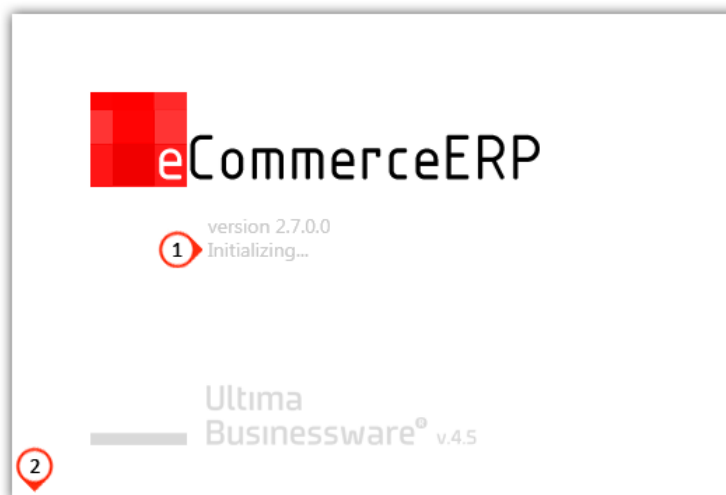 eCommerceERP
version 2.7.0.0
1
Initializing...
Ultima
Businessware® v.4.5
2